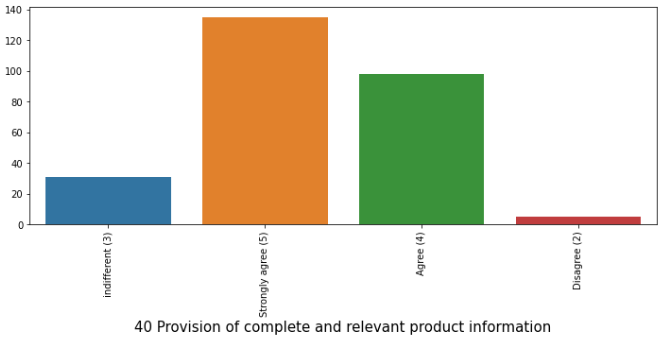 140
120
100
80
60
40
20
0
indifferent (3)
Strongly agree (5)
Agree (4)
Disagree (2)
40 Provision of complete and relevant product information